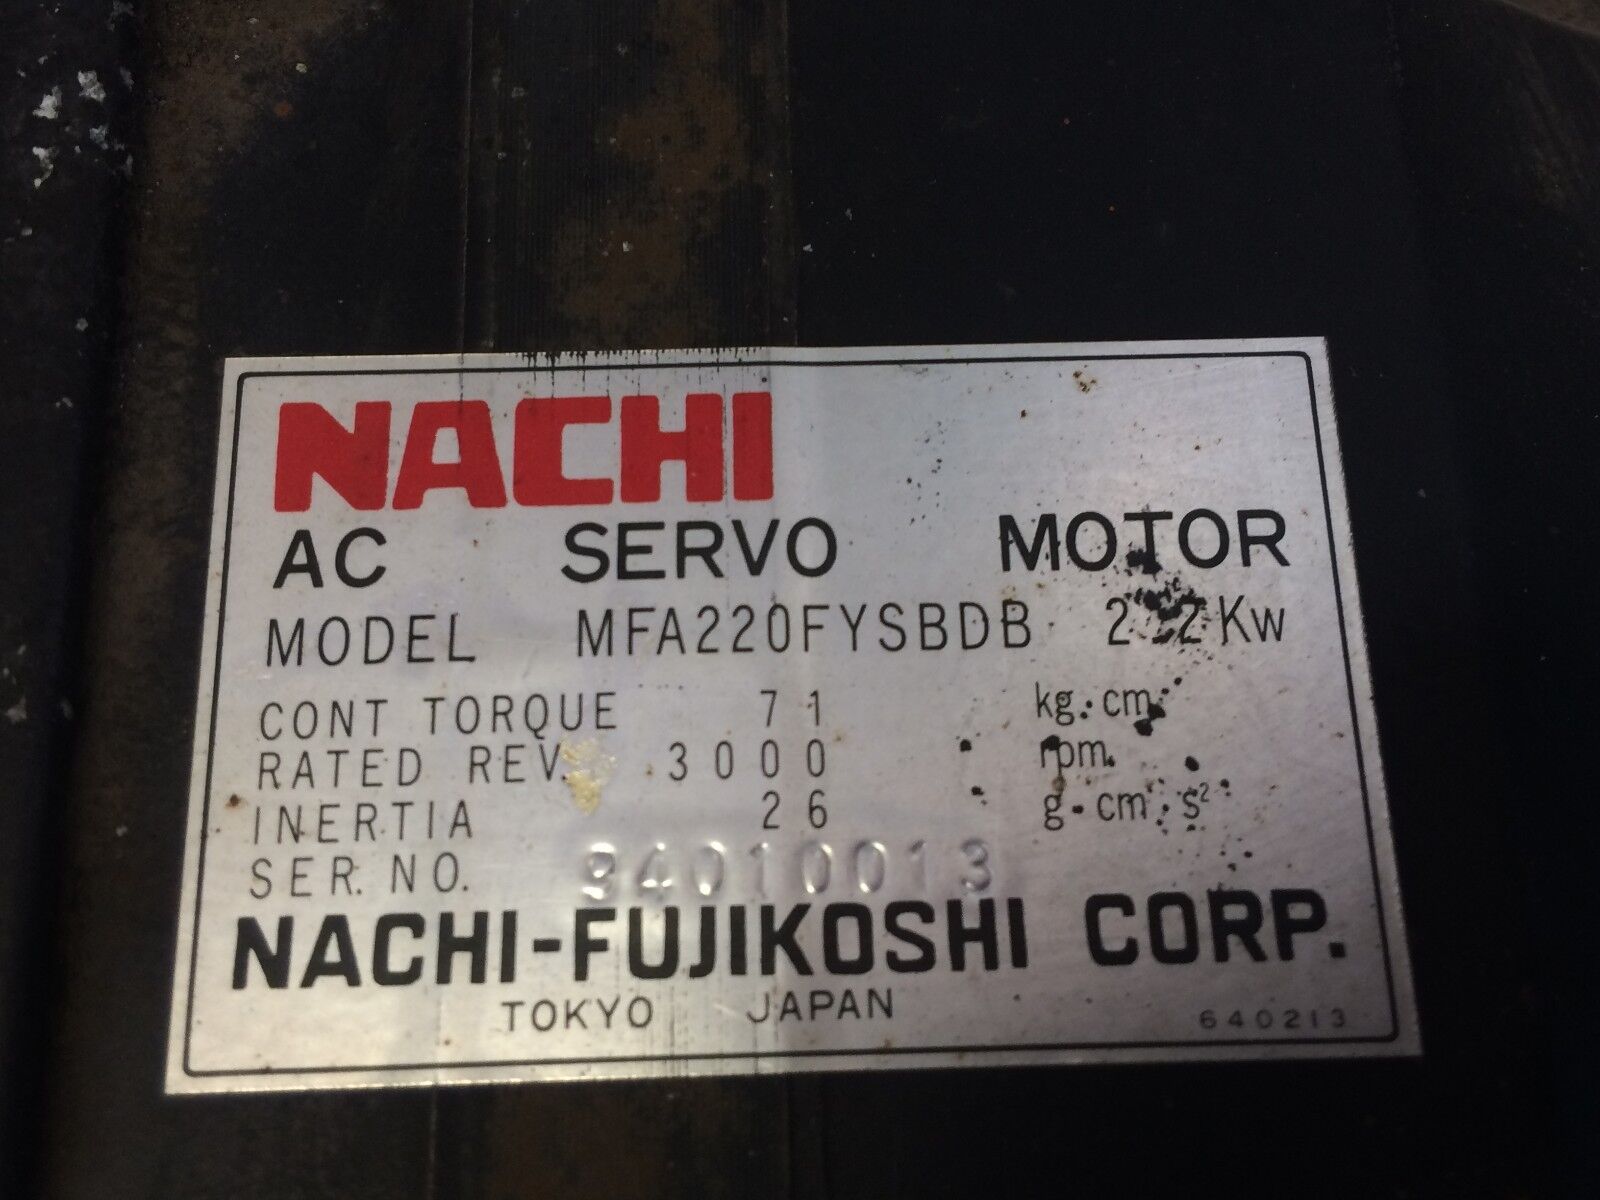 NACHI
AC SERVO MOTOR
MODEL MFA220FYSBDB 2.2Kw
CONT TORQUE 71 kg·cm
RATED REV. 3000 rpm.
INERTIA 26 g·cm·s²
SER. NO. 94010013
NACHI-FUJIKOSHI CORP.
TOKYO JAPAN
640213